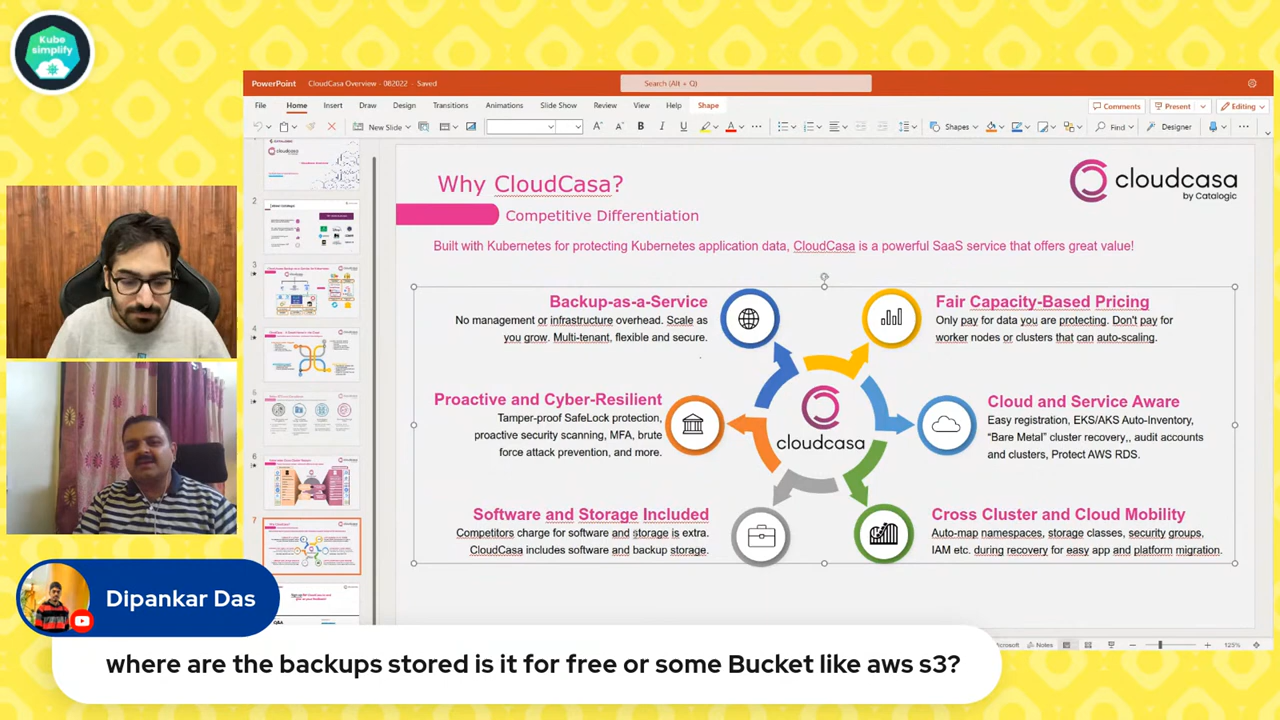 Kube
simplify
PowerPoint
CloudCasa Overview - 082022 - Saved
Search (Alt + Q)
File
Home
Insert
Draw
Design
Transitions
Animations
Slide Show
Review
View
Help
Shape
Comments
Present
Editing
New Slide
B
I
U
A
Shapes
Find
Designer
2
3
4
6
7
Why CloudCasa?
Competitive Differentiation
cloudcasa
by Catalogic
Built with Kubernetes for protecting Kubernetes application data, CloudCasa is a powerful SaaS service that offers great value!
Backup-as-a-Service
No management or infrastructure overhead. Scale as
you grow. Multi-tenant, flexible and secure.
Fair Capacity-Based Pricing
Only pay for data you are protecting. Don't pay for
worker nodes or clusters that can auto-scaling.
Proactive and Cyber-Resilient
Tamper-proof SafeLock protection,
proactive security scanning, MFA, brute
force attack prevention, and more.
cloudcasa
Cloud and Service Aware
Easy registration, EKS/AKS Auto-Inventory,
“Bare Metal” cluster recovery,, audit accounts
and clusters, Protect AWS RDS.
Software and Storage Included
Competitors charge for software and storage is extra.
CloudCasa includes software and backup storage.
Cross Cluster and Cloud Mobility
Auto-map namespaces, storage classes, security groups,
IAM etc. during recovery for easy app and platform migration.
Notes
125%
Dipankar Das
where are the backups stored is it for free or some Bucket like aws s3?